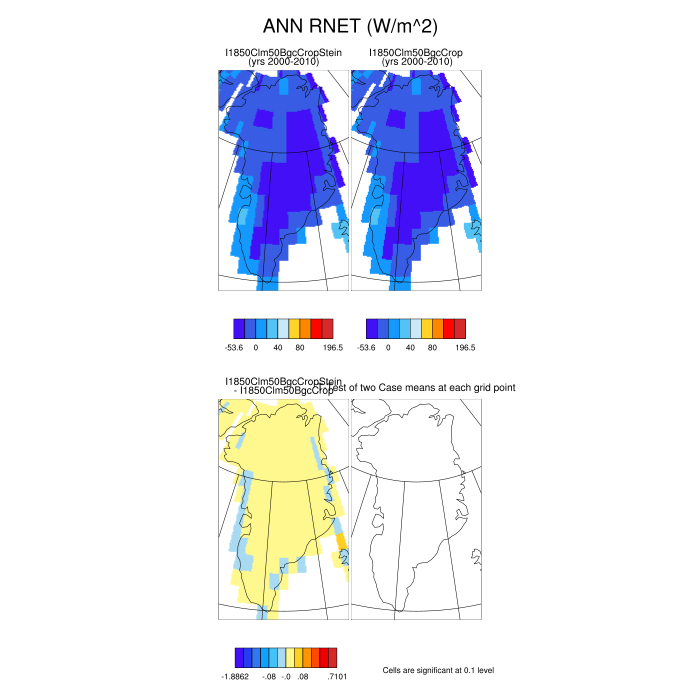 ANN RNET (W/m^2)
I1850Clm50BgcCropStein
(yrs 2000-2010)
I1850Clm50BgcCrop
(yrs 2000-2010)
-53.6 0 40 80 196.5
-53.6 0 40 80 196.5
I1850Clm50BgcCropStein
- I1850Clm50BgcCrop
Test of two Case means at each grid point
-1.8862 -.08 -.0 .08 .7101
Cells are significant at 0.1 level